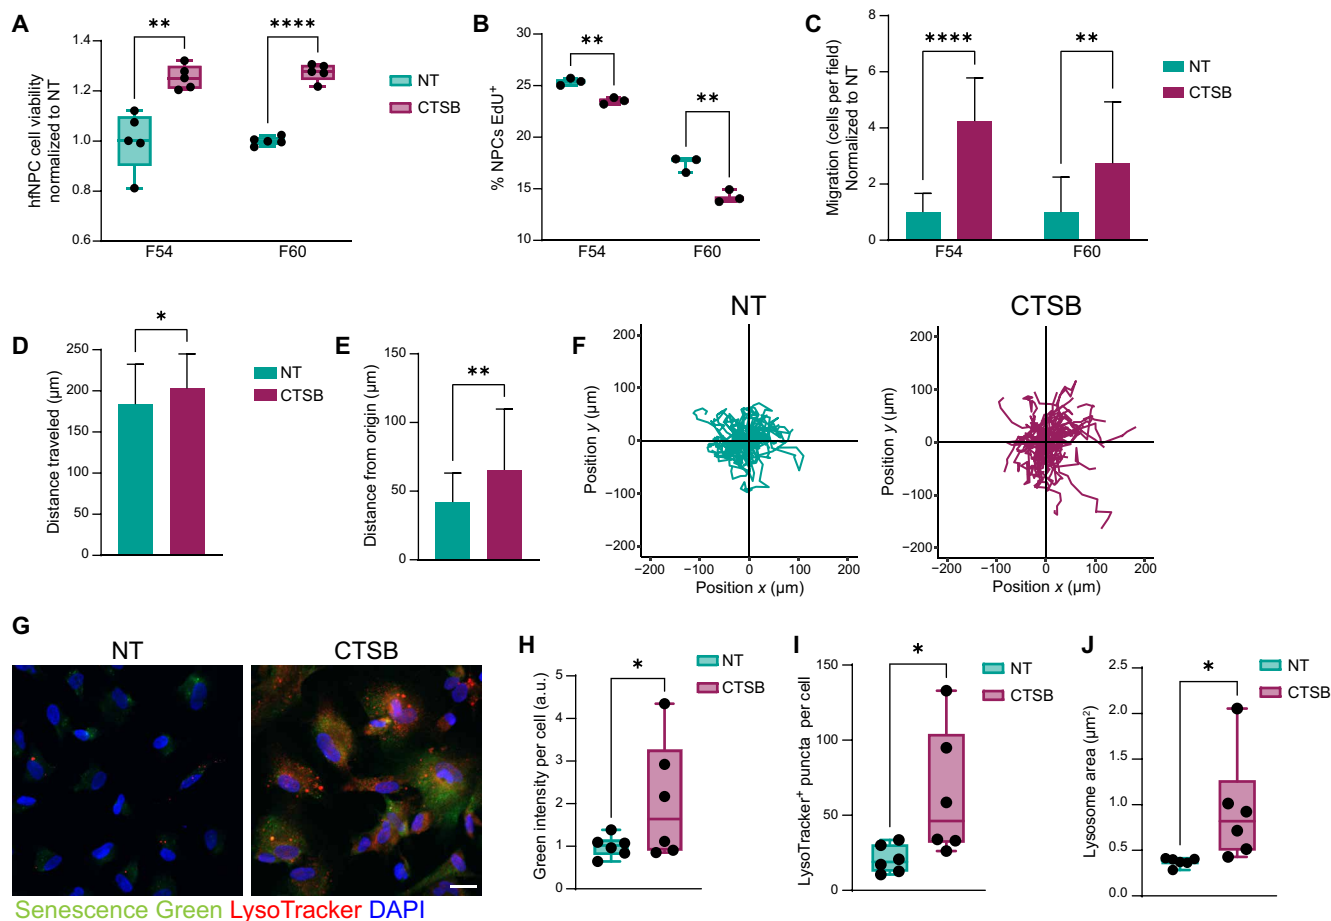 A
hfNPC cell viability
normalized to NT
1.4
1.2
1.0
0.8
0.6
**
****
F54
F60
NT
CTSB
B
% NPCs EdU⁺
30
25
20
15
10
**
**
F54
F60
C
Migration (cells per field)
Normalized to NT
8
6
4
2
0
****
**
F54
F60
NT
CTSB
D
Distance traveled (µm)
250
200
150
100
50
0
*
NT
CTSB
E
Distance from origin (µm)
150
100
50
0
**
F
NT
Position y (µm)
200
100
0
−100
−200
−200
−100
0
100
200
Position x (µm)
CTSB
Position y (µm)
200
100
0
−100
−200
−200
−100
0
100
200
Position x (µm)
G
NT
CTSB
Senescence Green LysoTracker DAPI
H
Green intensity per cell (a.u.)
5
4
3
2
1
0
*
NT
CTSB
I
LysoTracker⁺ puncta per cell
150
100
50
0
*
NT
CTSB
J
Lysosome area (µm²)
2.5
2.0
1.5
1.0
0.5
0.0
*
NT
CTSB